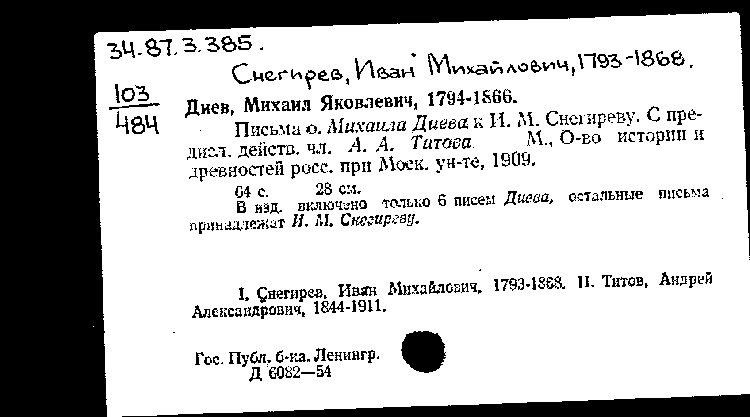 34.87.3.385.
Снегирев, Иван Михайлович, 1793-1868.
103
484
Диев, Михаил Яковлевич, 1794-1866.
Письма о. Михаила Диева к И. М. Снегиреву. С пре-
дисл. действ. чл. А. А. Титова. М., О-во истории и
древностей росс. при Моск. ун-те, 1909.
64 с. 28 см.
В изд. включено только 6 писем Диева, остальные письма
принадлежат И. М. Снегиреву.
I. Снегирев, Иван Михайлович, 1793-1868. II. Титов, Андрей
Александрович, 1844-1911.
Гос. Публ. б-ка. Ленингр.
Д 6082—54